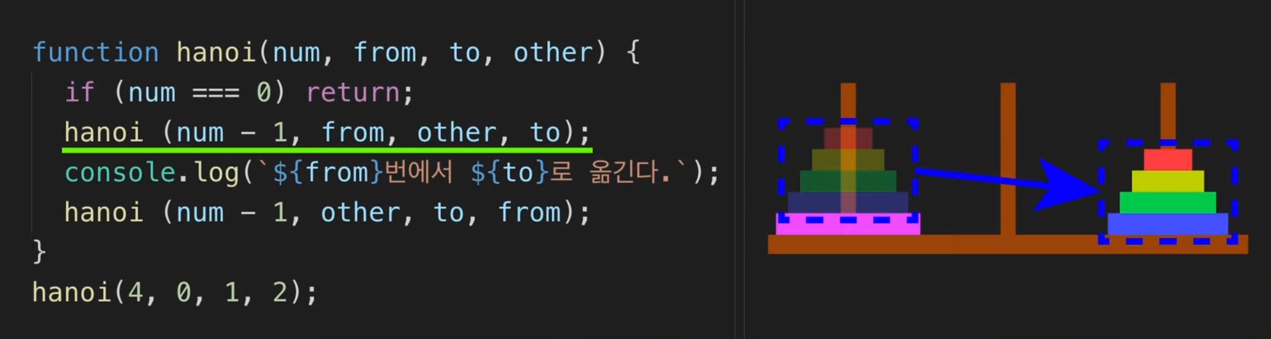 function hanoi(num, from, to, other) {
  if (num === 0) return;
  hanoi (num - 1, from, other, to);
  console.log(`${from}번에서 ${to}로 옮긴다.`);
  hanoi (num - 1, other, to, from);
}
hanoi(4, 0, 1, 2);